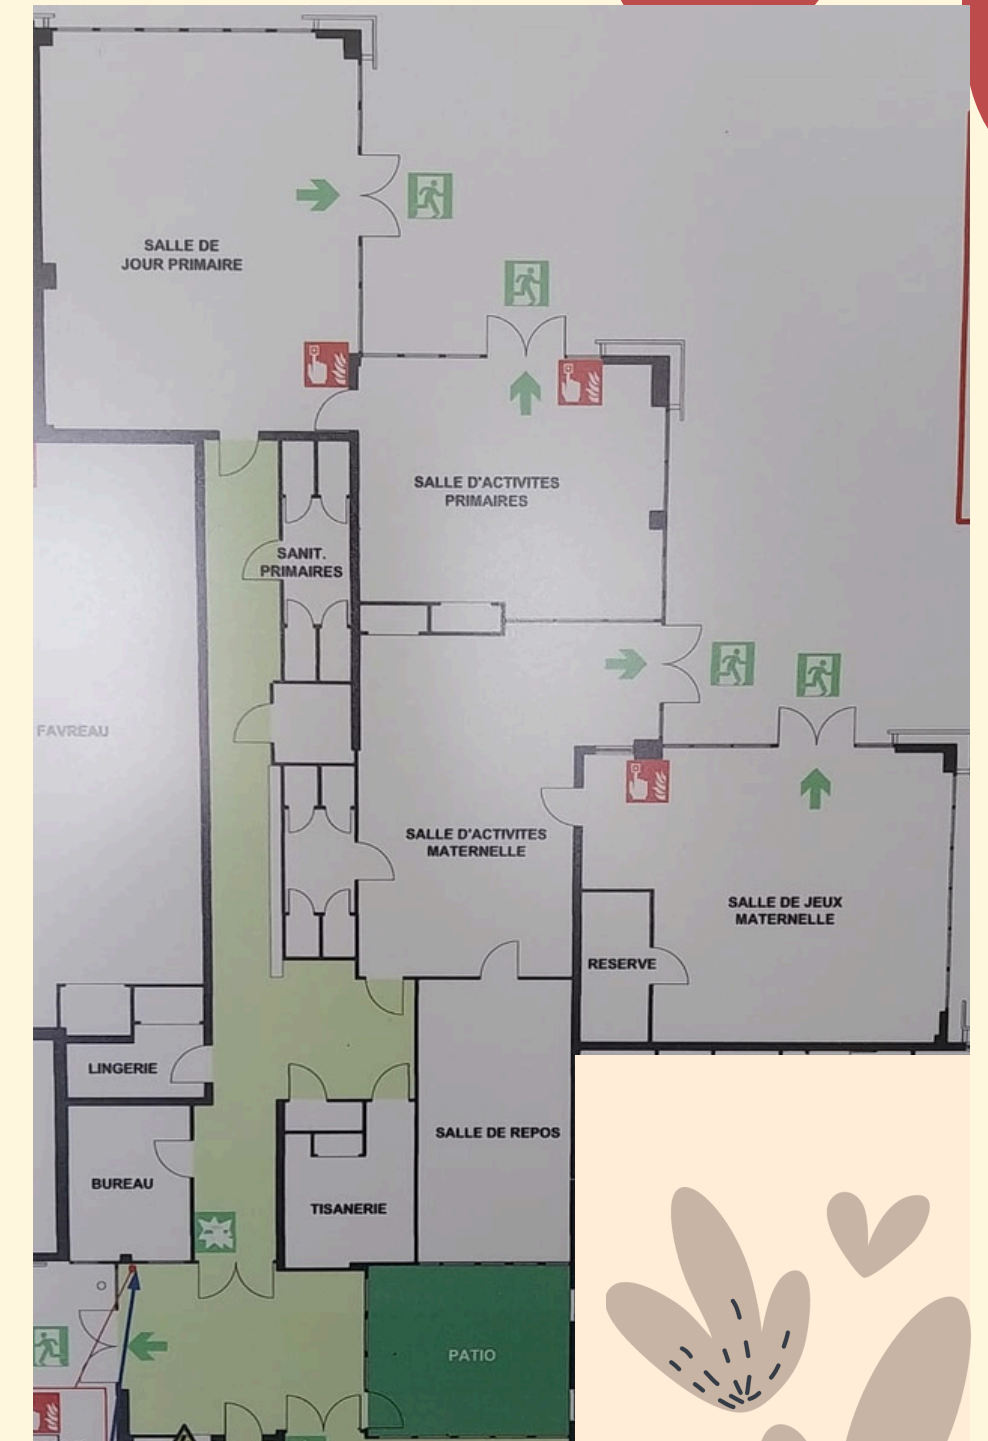 SALLE DE
JOUR PRIMAIRE
SALLE D'ACTIVITES
PRIMAIRES
SANIT.
PRIMAIRES
FAVREAU
SALLE D'ACTIVITES
MATERNELLE
SALLE DE JEUX
MATERNELLE
RESERVE
LINGERIE
SALLE DE REPOS
BUREAU
TISANERIE
PATIO